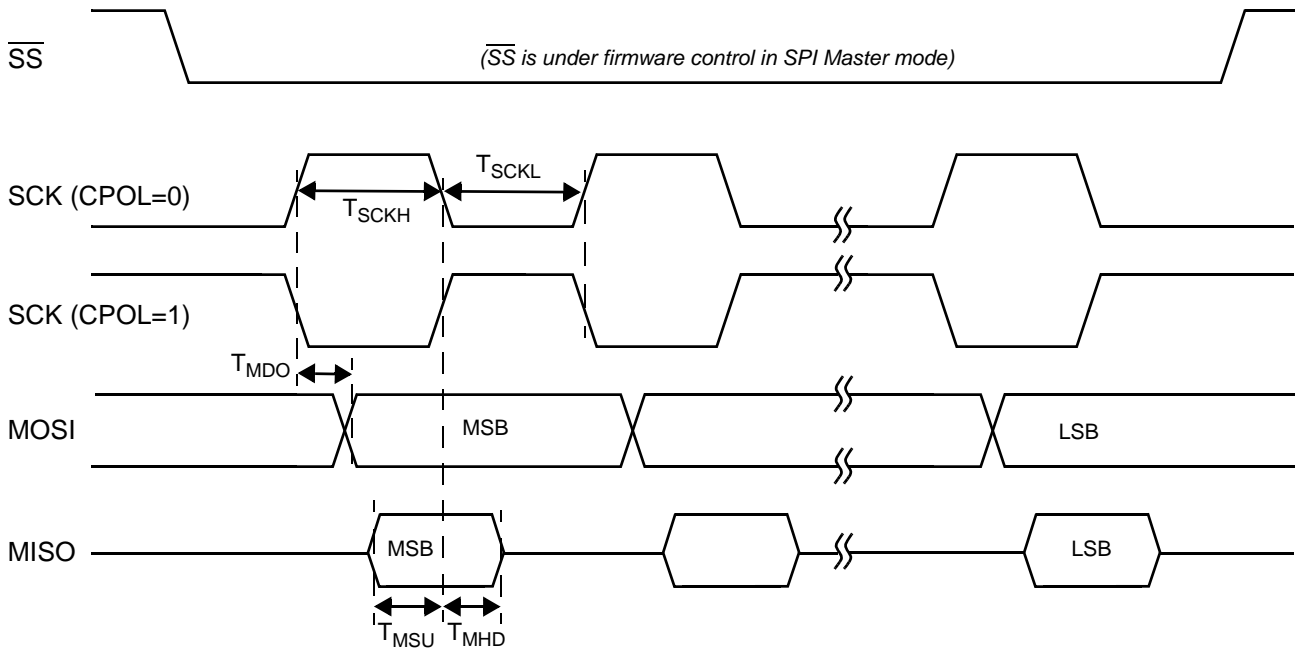 SS
(SS is under firmware control in SPI Master mode)
SCK (CPOL=0)
TSCKH
TSCKL
SCK (CPOL=1)
TMDO
MOSI
MSB
LSB
MISO
MSB
LSB
TMSU
TMHD